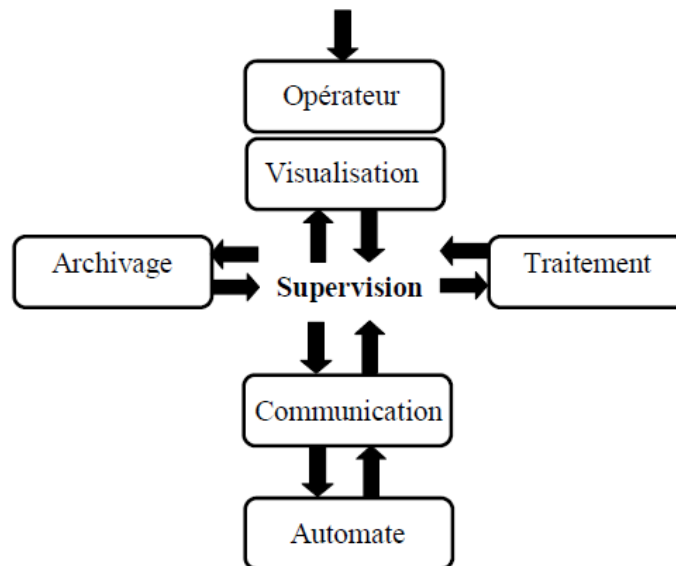 Opérateur
Visualisation
Archivage
Supervision
Traitement
Communication
Automate